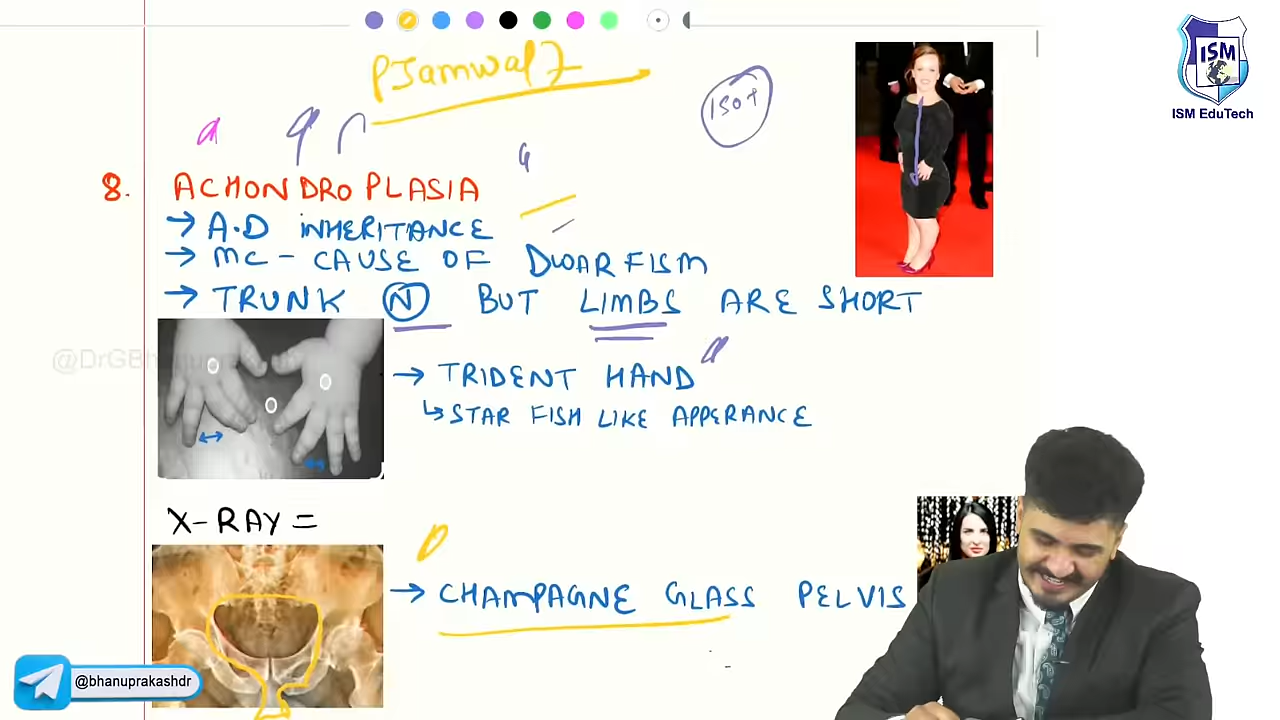 PJamwal7
ISM
ISM EduTech
150+
8. ACHONDROPLASIA
→ A.D INHERITANCE
→ MC - CAUSE OF DWARFISM
→ TRUNK N BUT LIMBS ARE SHORT
@DrGBhanuprakash
→ TRIDENT HAND
↳ STAR FISH LIKE APPERANCE
X-RAY =
→ CHAMPAGNE GLASS PELVIS
@bhanuprakashdr